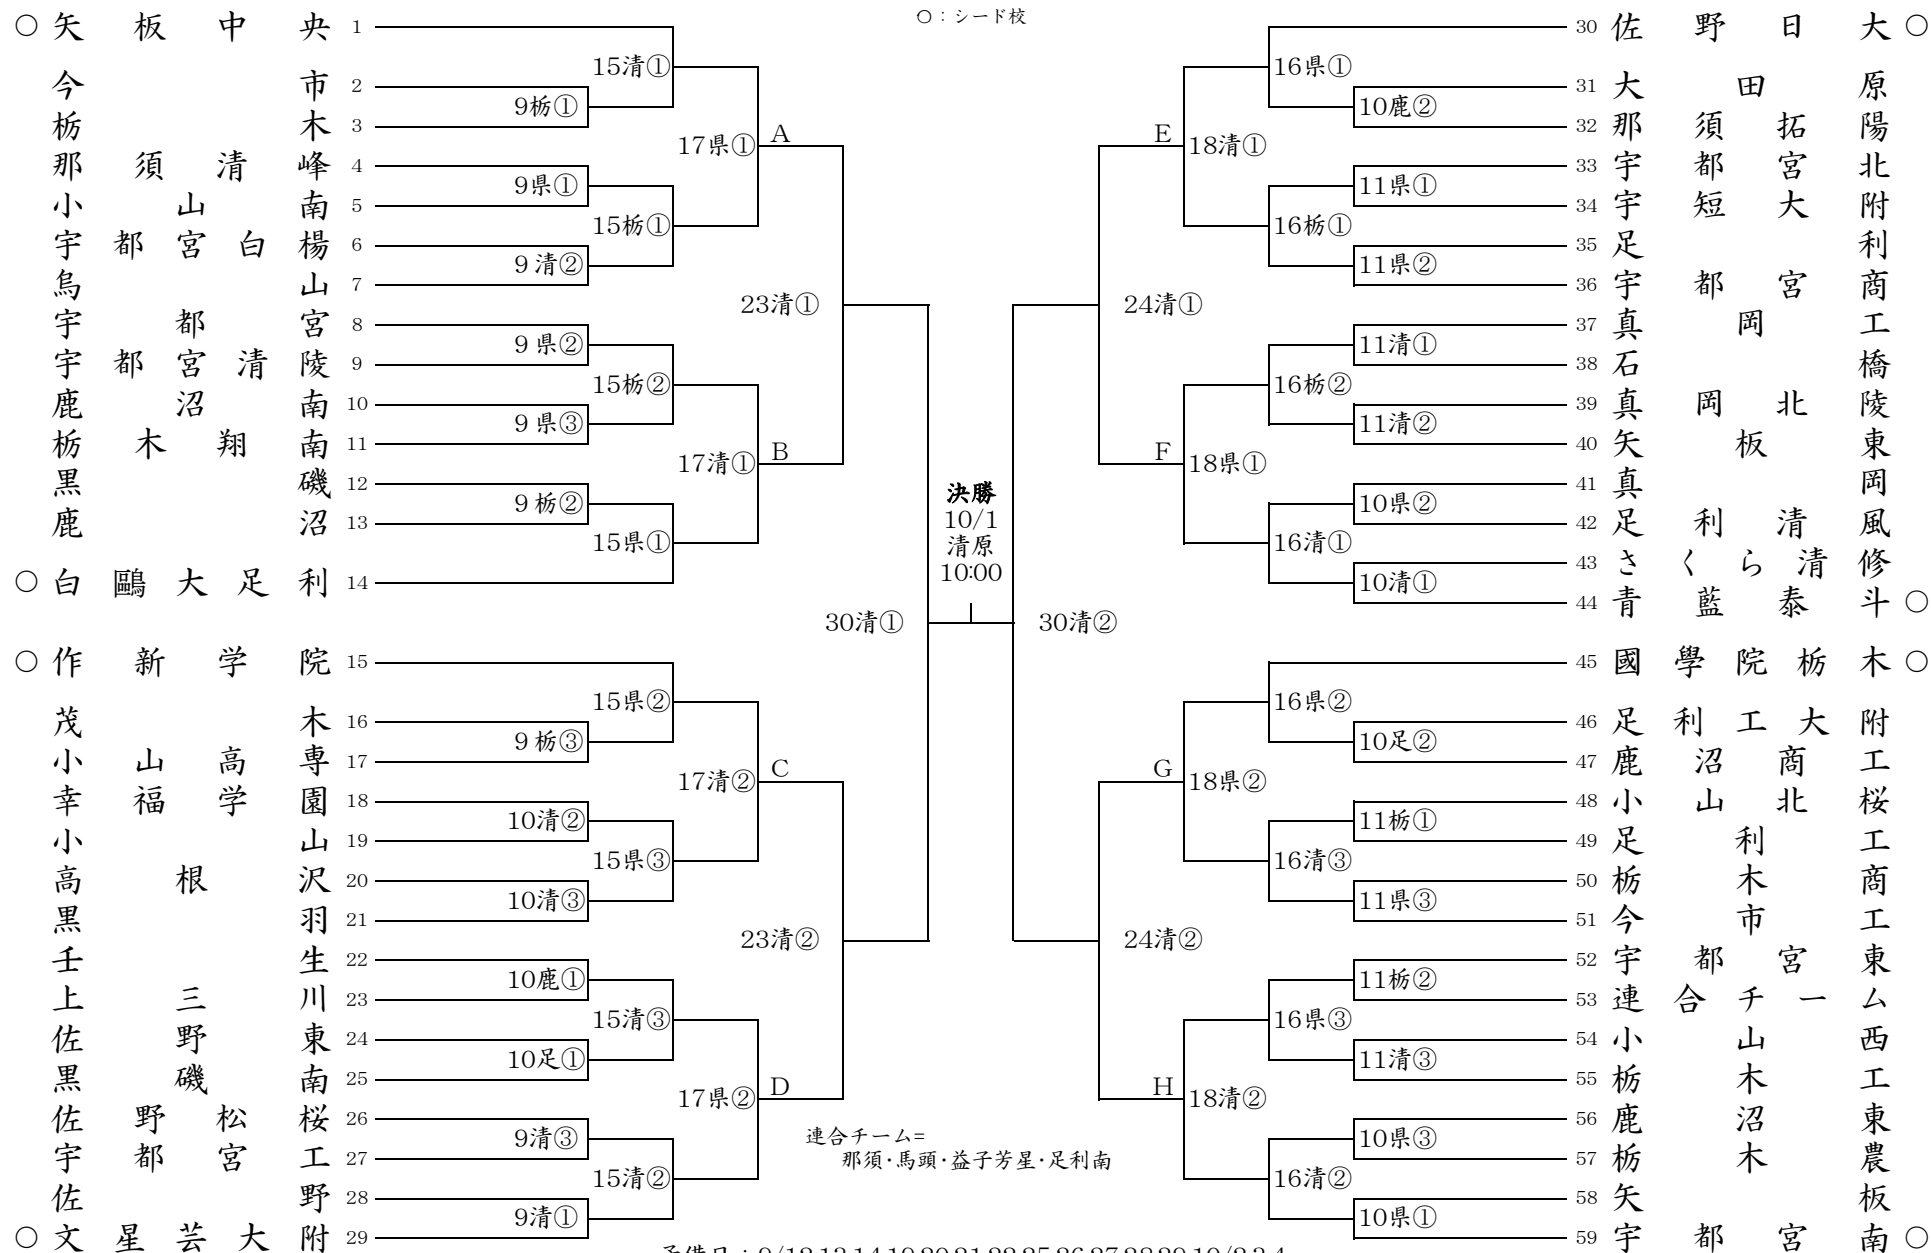 ○：シード校
○ 矢板中央 1
15清①
今市 2
9栃①
栃木 3
17県① A
那須清峰 4
9県①
小山南 5
15栃①
宇都宮白楊 6
9清②
烏山 7
23清①
宇都宮 8
9県②
宇都宮清陵 9
15栃②
鹿沼南 10
9県③
栃木翔南 11
17清① B
黒磯 12
9栃②
鹿沼 13
15県①
○ 白鷗大足利 14
30清①
○ 作新学院 15
15県②
茂木 16
9栃③
小山高専 17
17清② C
幸福学園 18
10清②
小山 19
15県③
高根沢 20
10清③
黒羽 21
23清②
壬生 22
10鹿①
上三川 23
15清③
佐野東 24
10足①
黒磯南 25
17県② D
佐野松桜 26
9清③
宇都宮工 27
15清②
佐野 28
9清①
○ 文星芸大附 29
決勝
10/1
清原
10:00
30 佐野日大 ○
16県①
31 大田原
10鹿②
32 那須拓陽
E 18清①
33 宇都宮北
11県①
34 宇短大附
16栃①
35 足利
11県②
36 宇都宮商
24清①
37 真岡工
11清①
38 石橋
16栃②
39 真岡北陵
11清②
40 矢板東
F 18県①
41 真岡
10県②
42 足利清風
16清①
43 さくら清修
10清①
44 青藍泰斗 ○
30清②
45 國學院栃木 ○
16県②
46 足利工大附
10足②
47 鹿沼商工
G 18県②
48 小山北桜
11栃①
49 足利工
16清③
50 栃木商
11県③
51 今市工
24清②
52 宇都宮東
11栃②
53 連合チーム
16県③
54 小山西
11清③
55 栃木工
H 18清②
56 鹿沼東
10県③
57 栃木農
16清②
58 矢板
10県①
59 宇都宮南 ○
連合チーム=
那須・馬頭・益子芳星・足利南